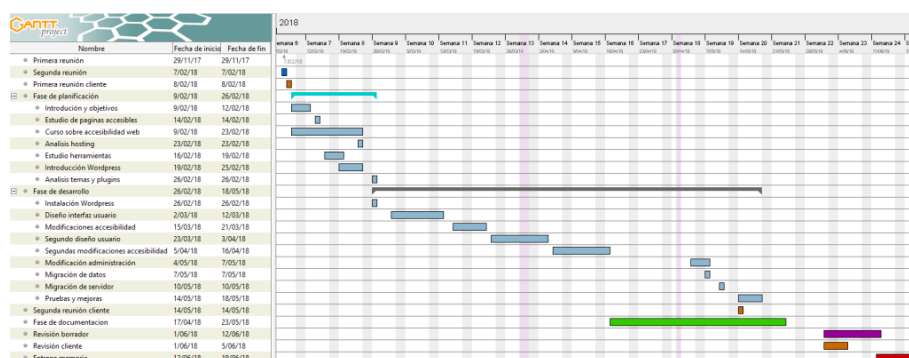 GANTT
project
2018
Nombre Fecha de inicio Fecha de fin
emana 6 Semana 7 Semana 8 Semana 9 Semana 10 Semana 11 Semana 12 Semana 13 Semana 14 Semana 15 Semana 16 Semana 17 Semana 18 Semana 19 Semana 20 Semana 21 Semana 22 Semana 23 Semana 24
7/02/18
Primera reunión 29/11/17 29/11/17
Segunda reunión 7/02/18 7/02/18
Primera reunión cliente 8/02/18 8/02/18
Fase de planificación 9/02/18 26/02/18
Introdución y objetivos 9/02/18 12/02/18
Estudio de paginas accesibles 14/02/18 14/02/18
Curso sobre accesibilidad web 9/02/18 23/02/18
Analisis hosting 23/02/18 23/02/18
Estudio herramientas 16/02/18 19/02/18
Introducción Wordpress 19/02/18 25/02/18
Analisis temas y plugins 26/02/18 26/02/18
Fase de desarrollo 26/02/18 18/05/18
Instalación Wordpress 26/02/18 26/02/18
Diseño interfaz usuario 2/03/18 12/03/18
Modificaciones accesibilidad 15/03/18 21/03/18
Segundo diseño usuario 23/03/18 3/04/18
Segundas modificaciones accesibilidad 5/04/18 16/04/18
Modificación administración 4/05/18 7/05/18
Migración de datos 7/05/18 7/05/18
Migración de servidor 10/05/18 10/05/18
Pruebas y mejoras 14/05/18 18/05/18
Segunda reunión cliente 14/05/18 14/05/18
Fase de documentacion 17/04/18 23/05/18
Revisión borrador 1/06/18 12/06/18
Revisión cliente 1/06/18 5/06/18
Entrega memoria 12/06/18 19/06/18